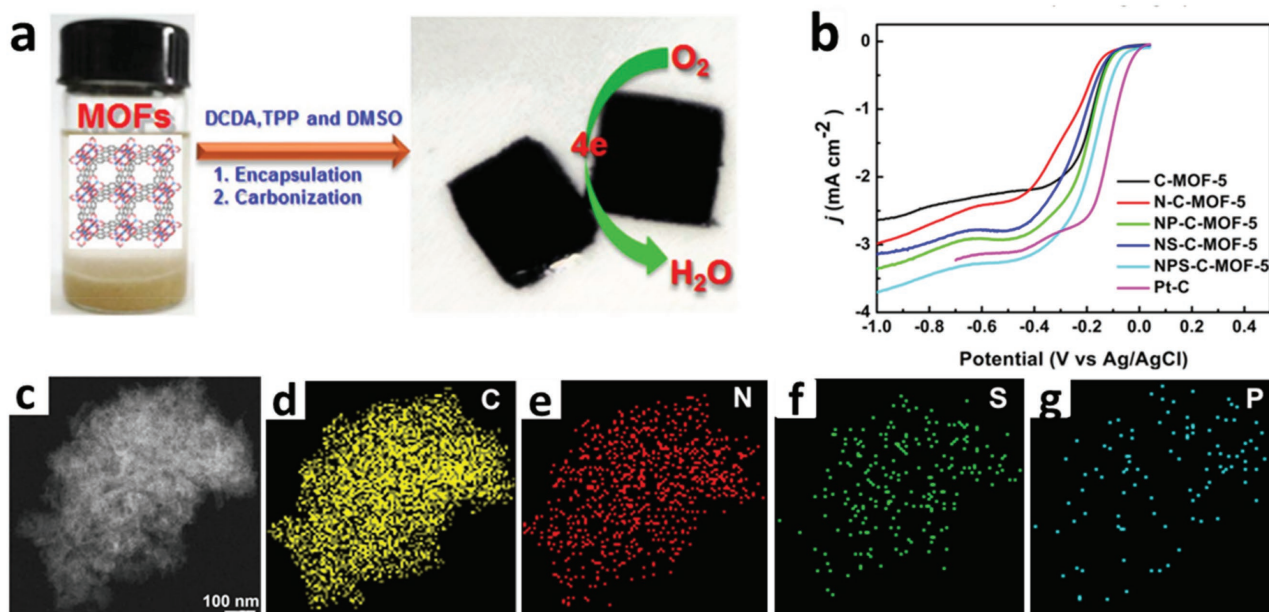 a
MOFs
DCDA,TPP and DMSO
1. Encapsulation
2. Carbonization
O₂
4e
H₂O
b
j (mA cm⁻²)
0
-1
-2
-3
-4
C-MOF-5
N-C-MOF-5
NP-C-MOF-5
NS-C-MOF-5
NPS-C-MOF-5
Pt-C
-1.0 -0.8 -0.6 -0.4 -0.2 0.0 0.2 0.4
Potential (V vs Ag/AgCl)
c
100 nm
d
C
e
N
f
S
g
P